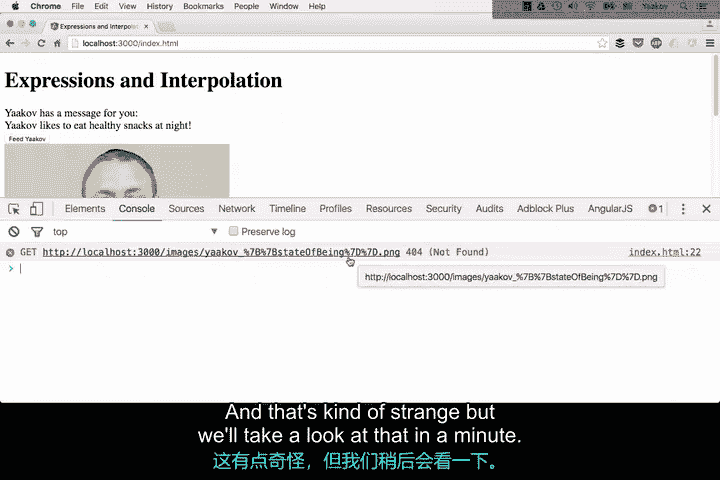 Chrome File Edit View History Bookmarks People Window Help Yaakov
Expressions and Interpolat
localhost:3000/index.html
Expressions and Interpolation
Yaakov has a message for you:
Yaakov likes to eat healthy snacks at night!
Feed Yaakov
Elements Console Sources Network Timeline Profiles Resources Security Audits Adblock Plus AngularJS 1
top Preserve log
GET http://localhost:3000/images/yaakov_%7B%7BstateOfBeing%7D%7D.png 404 (Not Found) index.html:22
http://localhost:3000/images/yaakov_%7B%7BstateOfBeing%7D%7D.png
And that's kind of strange but
we'll take a look at that in a minute.
这有点奇怪，但我们稍后会看一下。